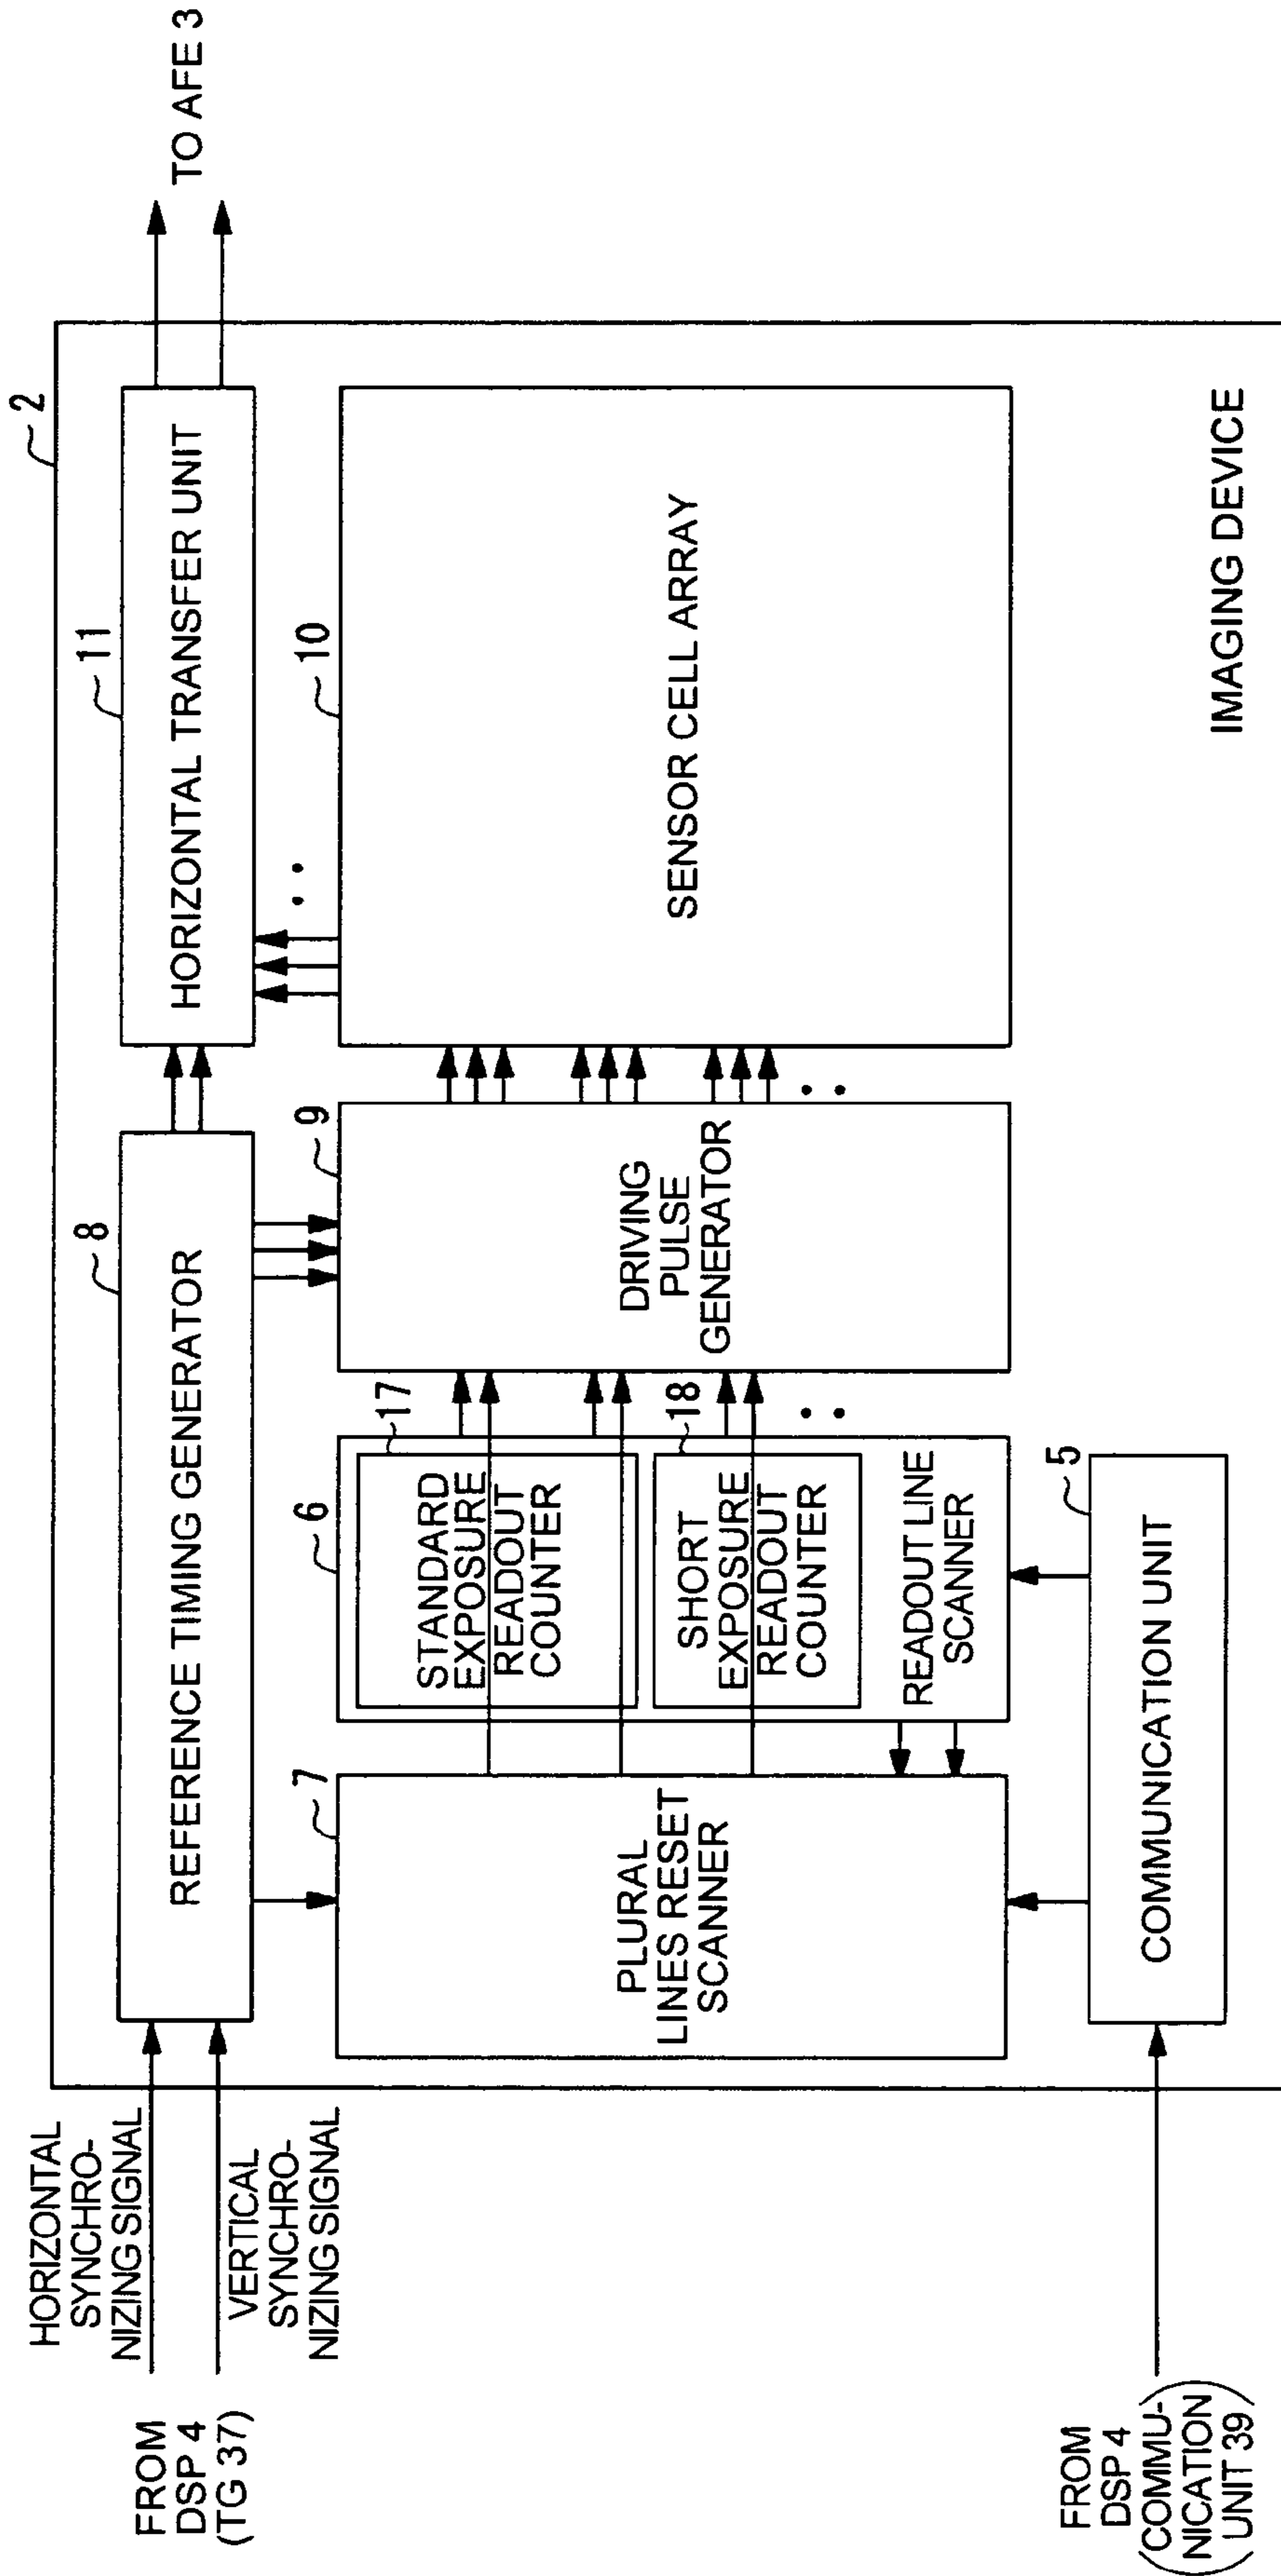 HORIZONTAL
SYNCHRO-
NIZING SIGNAL
FROM
DSP 4
(TG 37)
VERTICAL
SYNCHRO-
NIZING SIGNAL
8
REFERENCE TIMING GENERATOR
11
HORIZONTAL TRANSFER UNIT
2
TO AFE 3
7
PLURAL
LINES RESET
SCANNER
6
STANDARD
EXPOSURE
READOUT
COUNTER
17
SHORT
EXPOSURE
READOUT
COUNTER
18
READOUT LINE
SCANNER
9
DRIVING
PULSE
GENERATOR
10
SENSOR CELL ARRAY
FROM
DSP 4
(COMMU-
NICATION
UNIT 39)
5
COMMUNICATION UNIT
IMAGING DEVICE